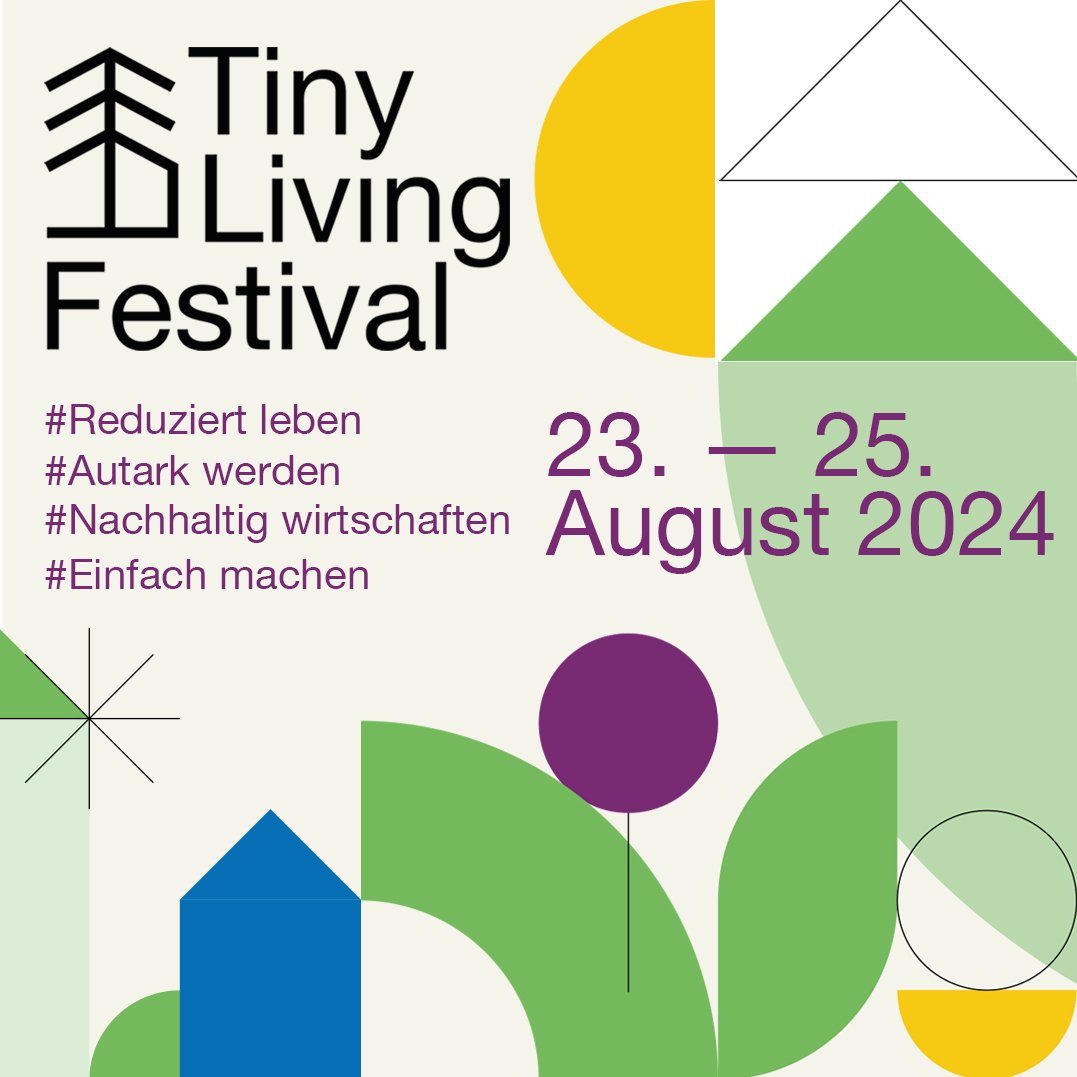 Tiny
Living
Festival
#Reduziert leben
#Autark werden
#Nachhaltig wirtschaften
#Einfach machen
23. — 25.
August 2024